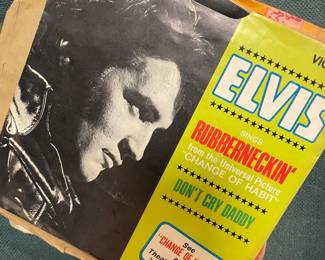 VIC
ELVIS
SINGS
RUBBERNECKIN'
from the Universal Picture
"CHANGE OF HABIT"
DON'T CRY DADDY
See
"CHANGE OF